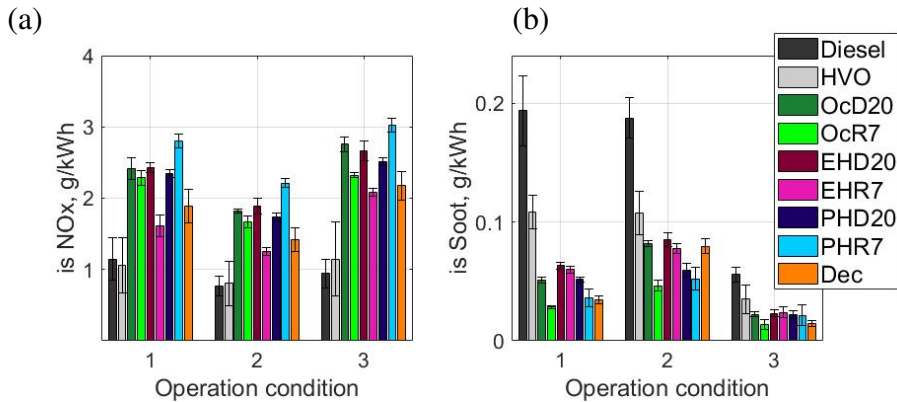 (a)
is NOx, g/kWh
4
3
2
1
1 2 3
Operation condition
(b)
is Soot, g/kWh
0.2
0.1
0
1 2 3
Operation condition
Diesel
HVO
OcD20
OcR7
EHD20
EHR7
PHD20
PHR7
Dec